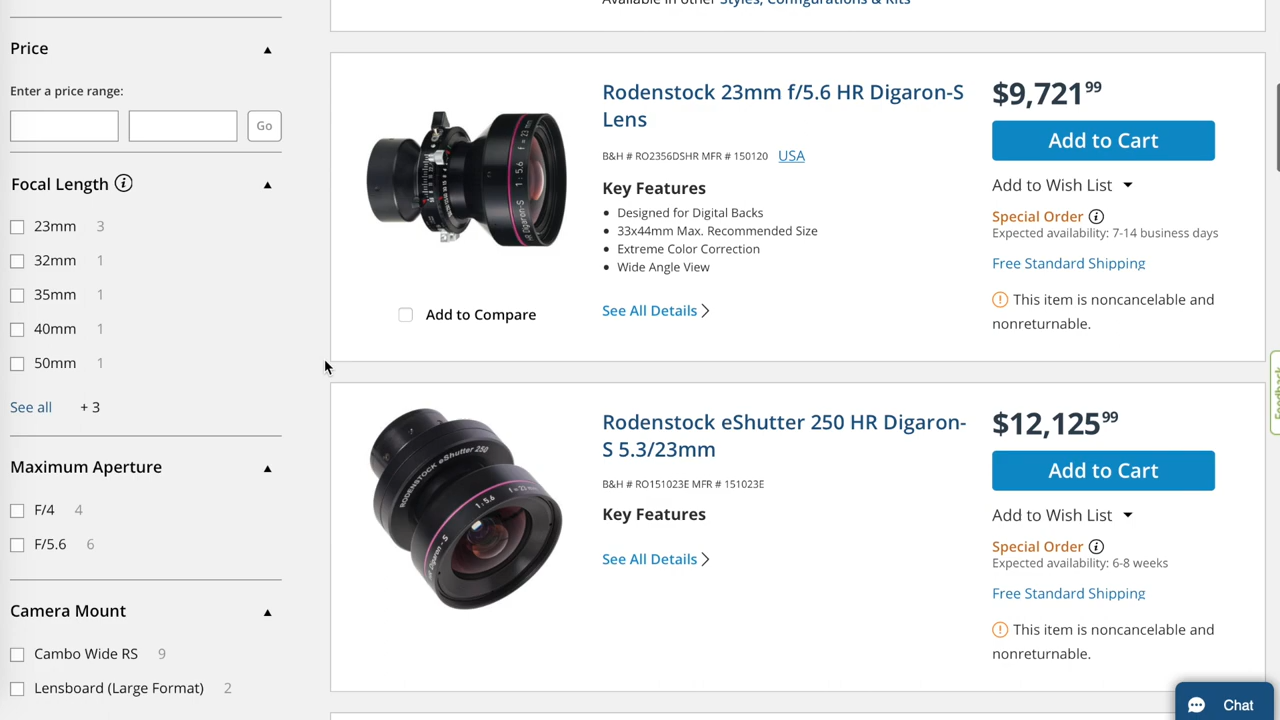 Available in other Styles, Configurations & Kits
Price
Enter a price range:
Go
Focal Length
23mm 3
32mm 1
35mm 1
40mm 1
50mm 1
See all + 3
Maximum Aperture
F/4 4
F/5.6 6
Camera Mount
Cambo Wide RS 9
Lensboard (Large Format) 2
Rodenstock 23mm f/5.6 HR Digaron-S
Lens
B&H # RO2356DSHR MFR # 150120 USA
Key Features
• Designed for Digital Backs
• 33x44mm Max. Recommended Size
• Extreme Color Correction
• Wide Angle View
See All Details
Add to Compare
$9,721 99
Add to Cart
Add to Wish List
Special Order
Expected availability: 7-14 business days
Free Standard Shipping
This item is noncancelable and
nonreturnable.
Rodenstock eShutter 250 HR Digaron-
S 5.3/23mm
B&H # RO151023E MFR # 151023E
Key Features
See All Details
RODENSTOCK eShutter 250
1:5,6
$12,125 99
Add to Cart
Add to Wish List
Special Order
Expected availability: 6-8 weeks
Free Standard Shipping
This item is noncancelable and
nonreturnable.
Feedback
Chat